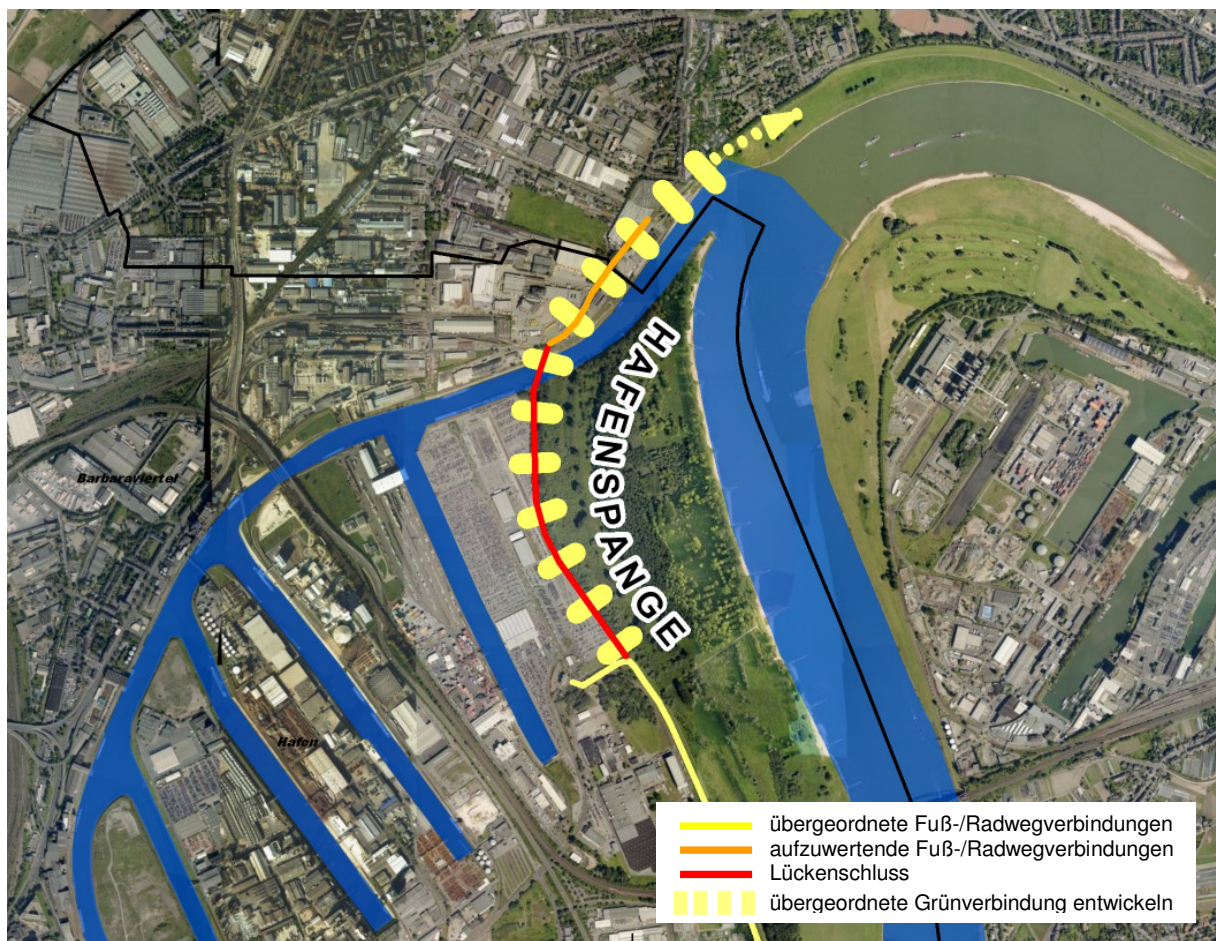 HAFENSPANGE
Barbaraviertel
Hafen
übergeordnete Fuß-/Radwegverbindungen
aufzuwertende Fuß-/Radwegverbindungen
Lückenschluss
übergeordnete Grünverbindung entwickeln